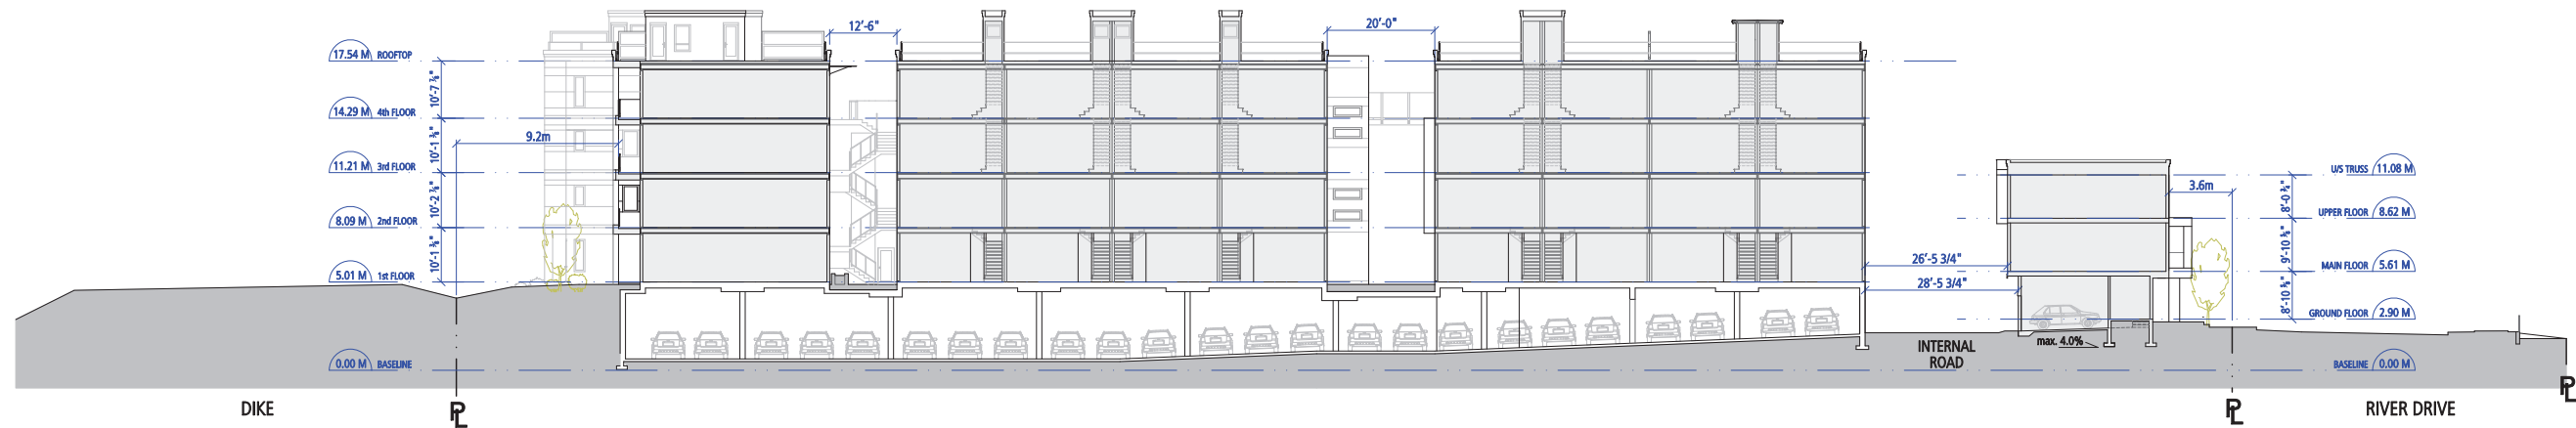 12'-6"
20'-0"
17.54 M ROOFTOP
10'-7 ⅞"
14.29 M 4th FLOOR
10'-1 ⅜"
9.2m
11.21 M 3rd FLOOR
10'-2 ⅞"
8.09 M 2nd FLOOR
10'-1 ⅜"
5.01 M 1st FLOOR
0.00 M BASELINE
U/S TRUSS 11.08 M
3.6m
8'-0 ¾"
UPPER FLOOR 8.62 M
9'-10 ⅜"
26'-5 3/4"
MAIN FLOOR 5.61 M
28'-5 3/4"
8'-10 ⅝"
GROUND FLOOR 2.90 M
INTERNAL
ROAD
max. 4.0%
BASELINE 0.00 M
DIKE
PL
PL
RIVER DRIVE
PL